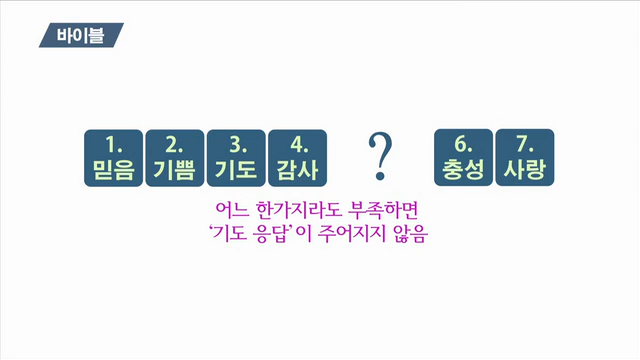 바이블
1. 2. 3. 4. ? 6. 7.
믿음 기쁨 기도 감사 충성 사랑
어느 한가지라도 부족하면
‘기도 응답’이 주어지지 않음